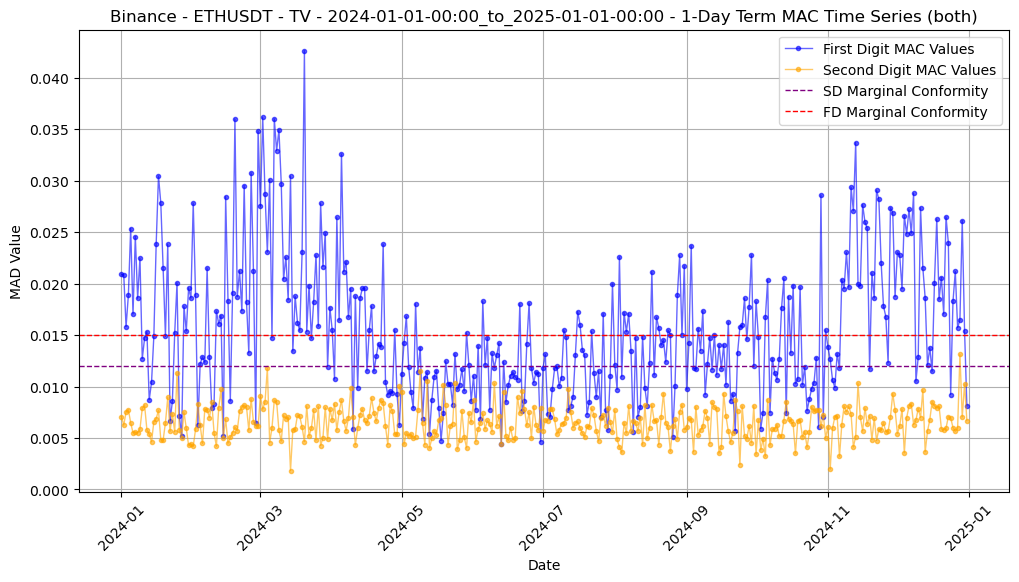 Binance - ETHUSDT - TV - 2024-01-01-00:00_to_2025-01-01-00:00 - 1-Day Term MAC Time Series (both)
First Digit MAC Values
Second Digit MAC Values
SD Marginal Conformity
FD Marginal Conformity
MAD Value
0.040
0.035
0.030
0.025
0.020
0.015
0.010
0.005
0.000
2024-01
2024-03
2024-05
2024-07
2024-09
2024-11
2025-01
Date